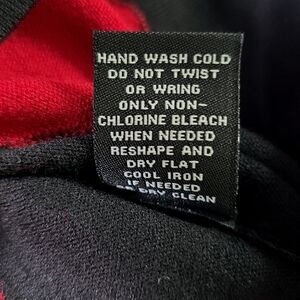 HAND WASH COLD
DO NOT TWIST
OR WRING
ONLY NON-
CHLORINE BLEACH
WHEN NEEDED
RESHAPE AND
DRY FLAT
COOL IRON
IF NEEDED
OR DRY CLEAN